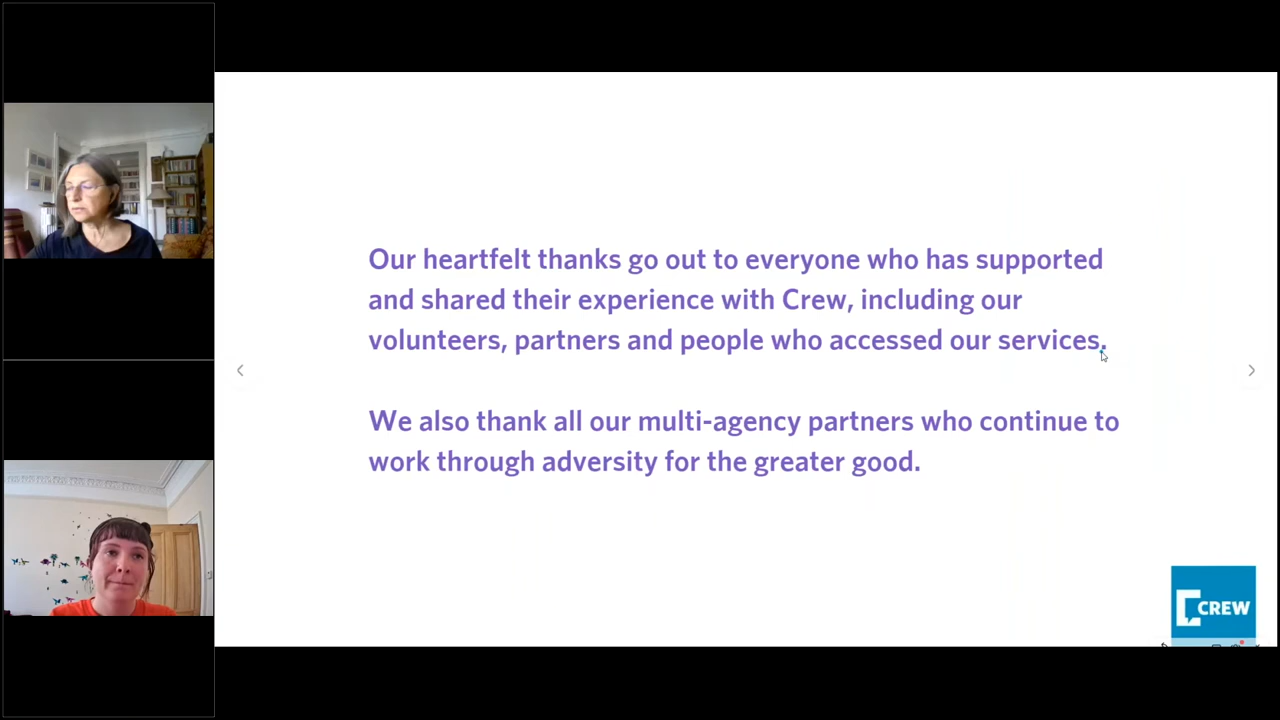 Our heartfelt thanks go out to everyone who has supported
and shared their experience with Crew, including our
volunteers, partners and people who accessed our services.
We also thank all our multi-agency partners who continue to
work through adversity for the greater good.
CREW